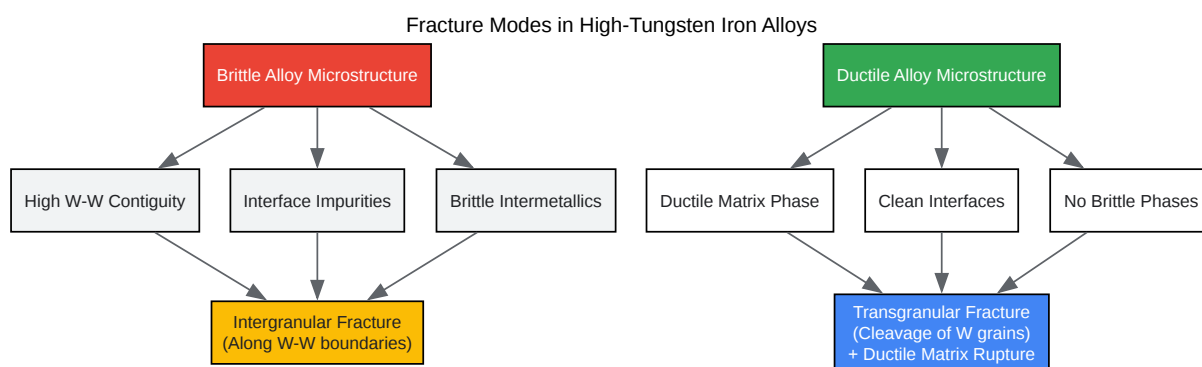 Fracture Modes in High-Tungsten Iron Alloys
Brittle Alloy Microstructure
Ductile Alloy Microstructure
High W-W Contiguity
Interface Impurities
Brittle Intermetallics
Ductile Matrix Phase
Clean Interfaces
No Brittle Phases
Intergranular Fracture
(Along W-W boundaries)
Transgranular Fracture
(Cleavage of W grains)
+ Ductile Matrix Rupture